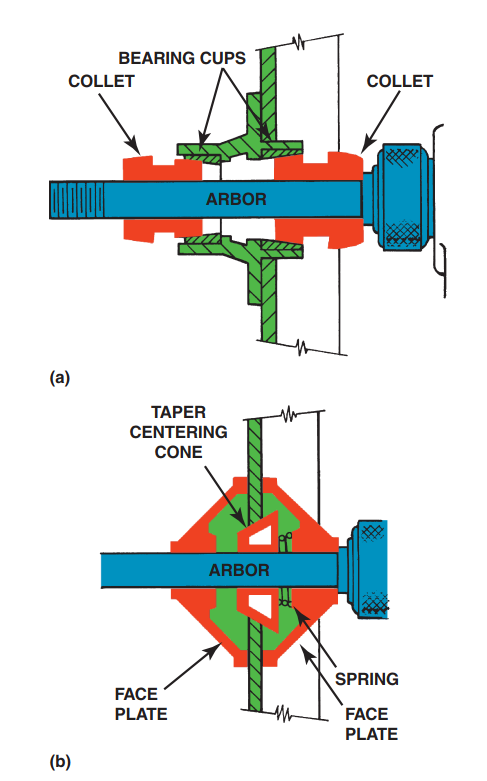 BEARING CUPS
COLLET
COLLET
ARBOR
(a)
TAPER
CENTERING
CONE
ARBOR
SPRING
FACE
PLATE
FACE
PLATE
(b)